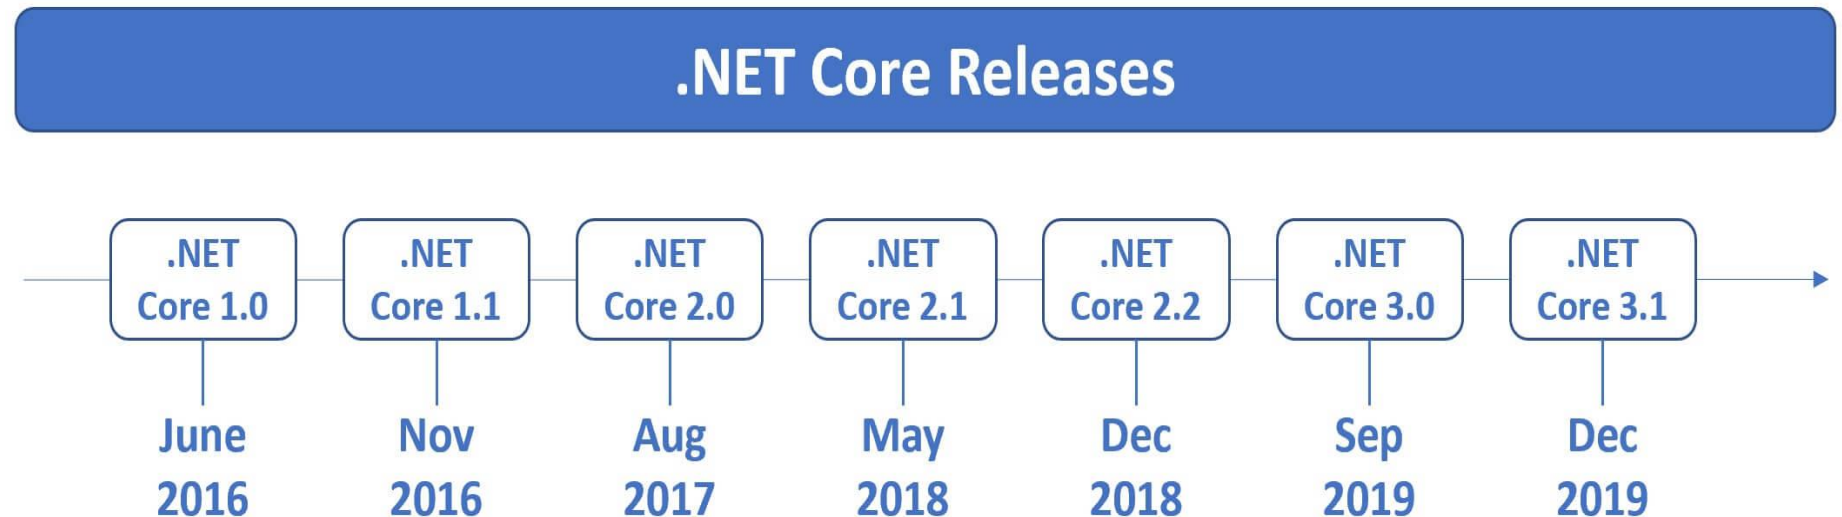 .NET Core Releases
.NET
Core 1.0
.NET
Core 1.1
.NET
Core 2.0
.NET
Core 2.1
.NET
Core 2.2
.NET
Core 3.0
.NET
Core 3.1
June
2016
Nov
2016
Aug
2017
May
2018
Dec
2018
Sep
2019
Dec
2019